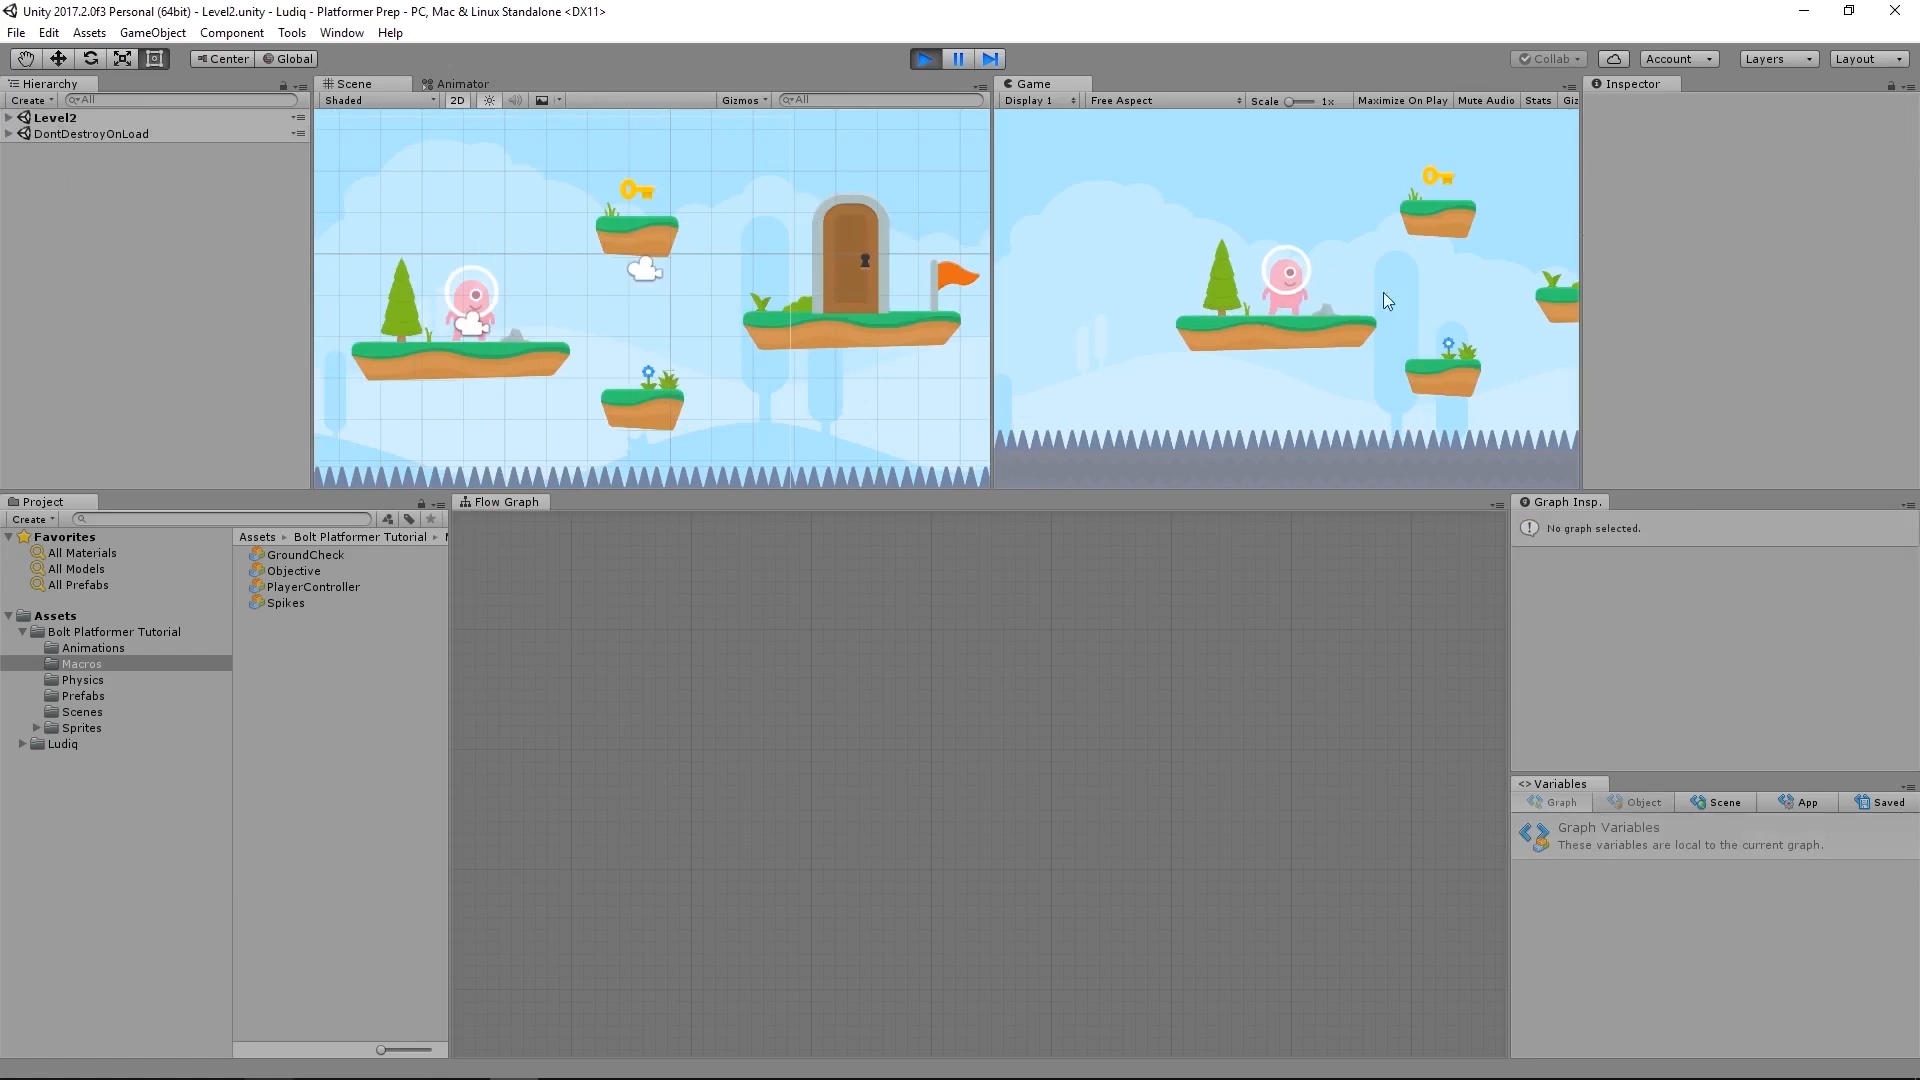 Unity 2017.2.0f3 Personal (64bit) - Level2.unity - Ludiq - Platformer Prep - PC, Mac & Linux Standalone <DX11>
File Edit Assets GameObject Component Tools Window Help
Center Global Collab Account Layers Layout
Hierarchy Scene Animator Game Inspector
Create All Shaded 2D Gizmos All Display 1 Free Aspect Scale 1x Maximize On Play Mute Audio Stats Giz
Level2
DontDestroyOnLoad
Project Flow Graph Graph Insp.
Create
No graph selected.
Favorites Assets Bolt Platformer Tutorial
All Materials GroundCheck
All Models Objective
All Prefabs PlayerController
Spikes
Assets
Bolt Platformer Tutorial
Animations
Macros
Physics
Prefabs
Scenes
Sprites
Ludiq
<> Variables
Graph Object Scene App Saved
Graph Variables
These variables are local to the current graph.